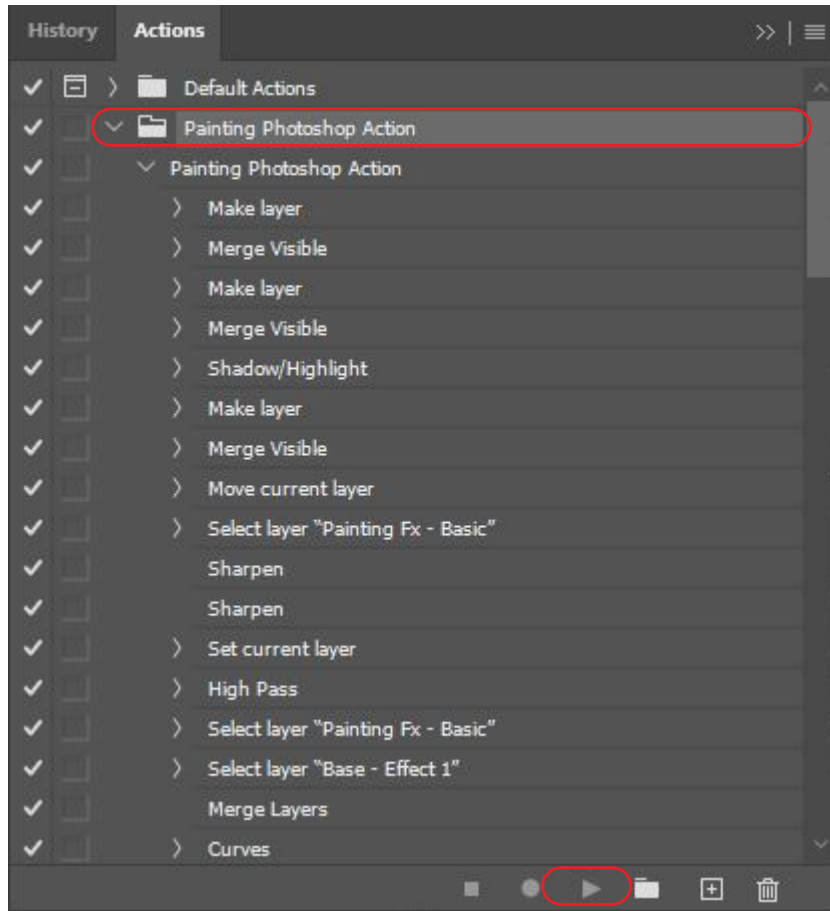 History Actions
Default Actions
Painting Photoshop Action
Painting Photoshop Action
Make layer
Merge Visible
Make layer
Merge Visible
Shadow/Highlight
Make layer
Merge Visible
Move current layer
Select layer “Painting Fx - Basic”
Sharpen
Sharpen
Set current layer
High Pass
Select layer “Painting Fx - Basic”
Select layer “Base - Effect 1”
Merge Layers
Curves